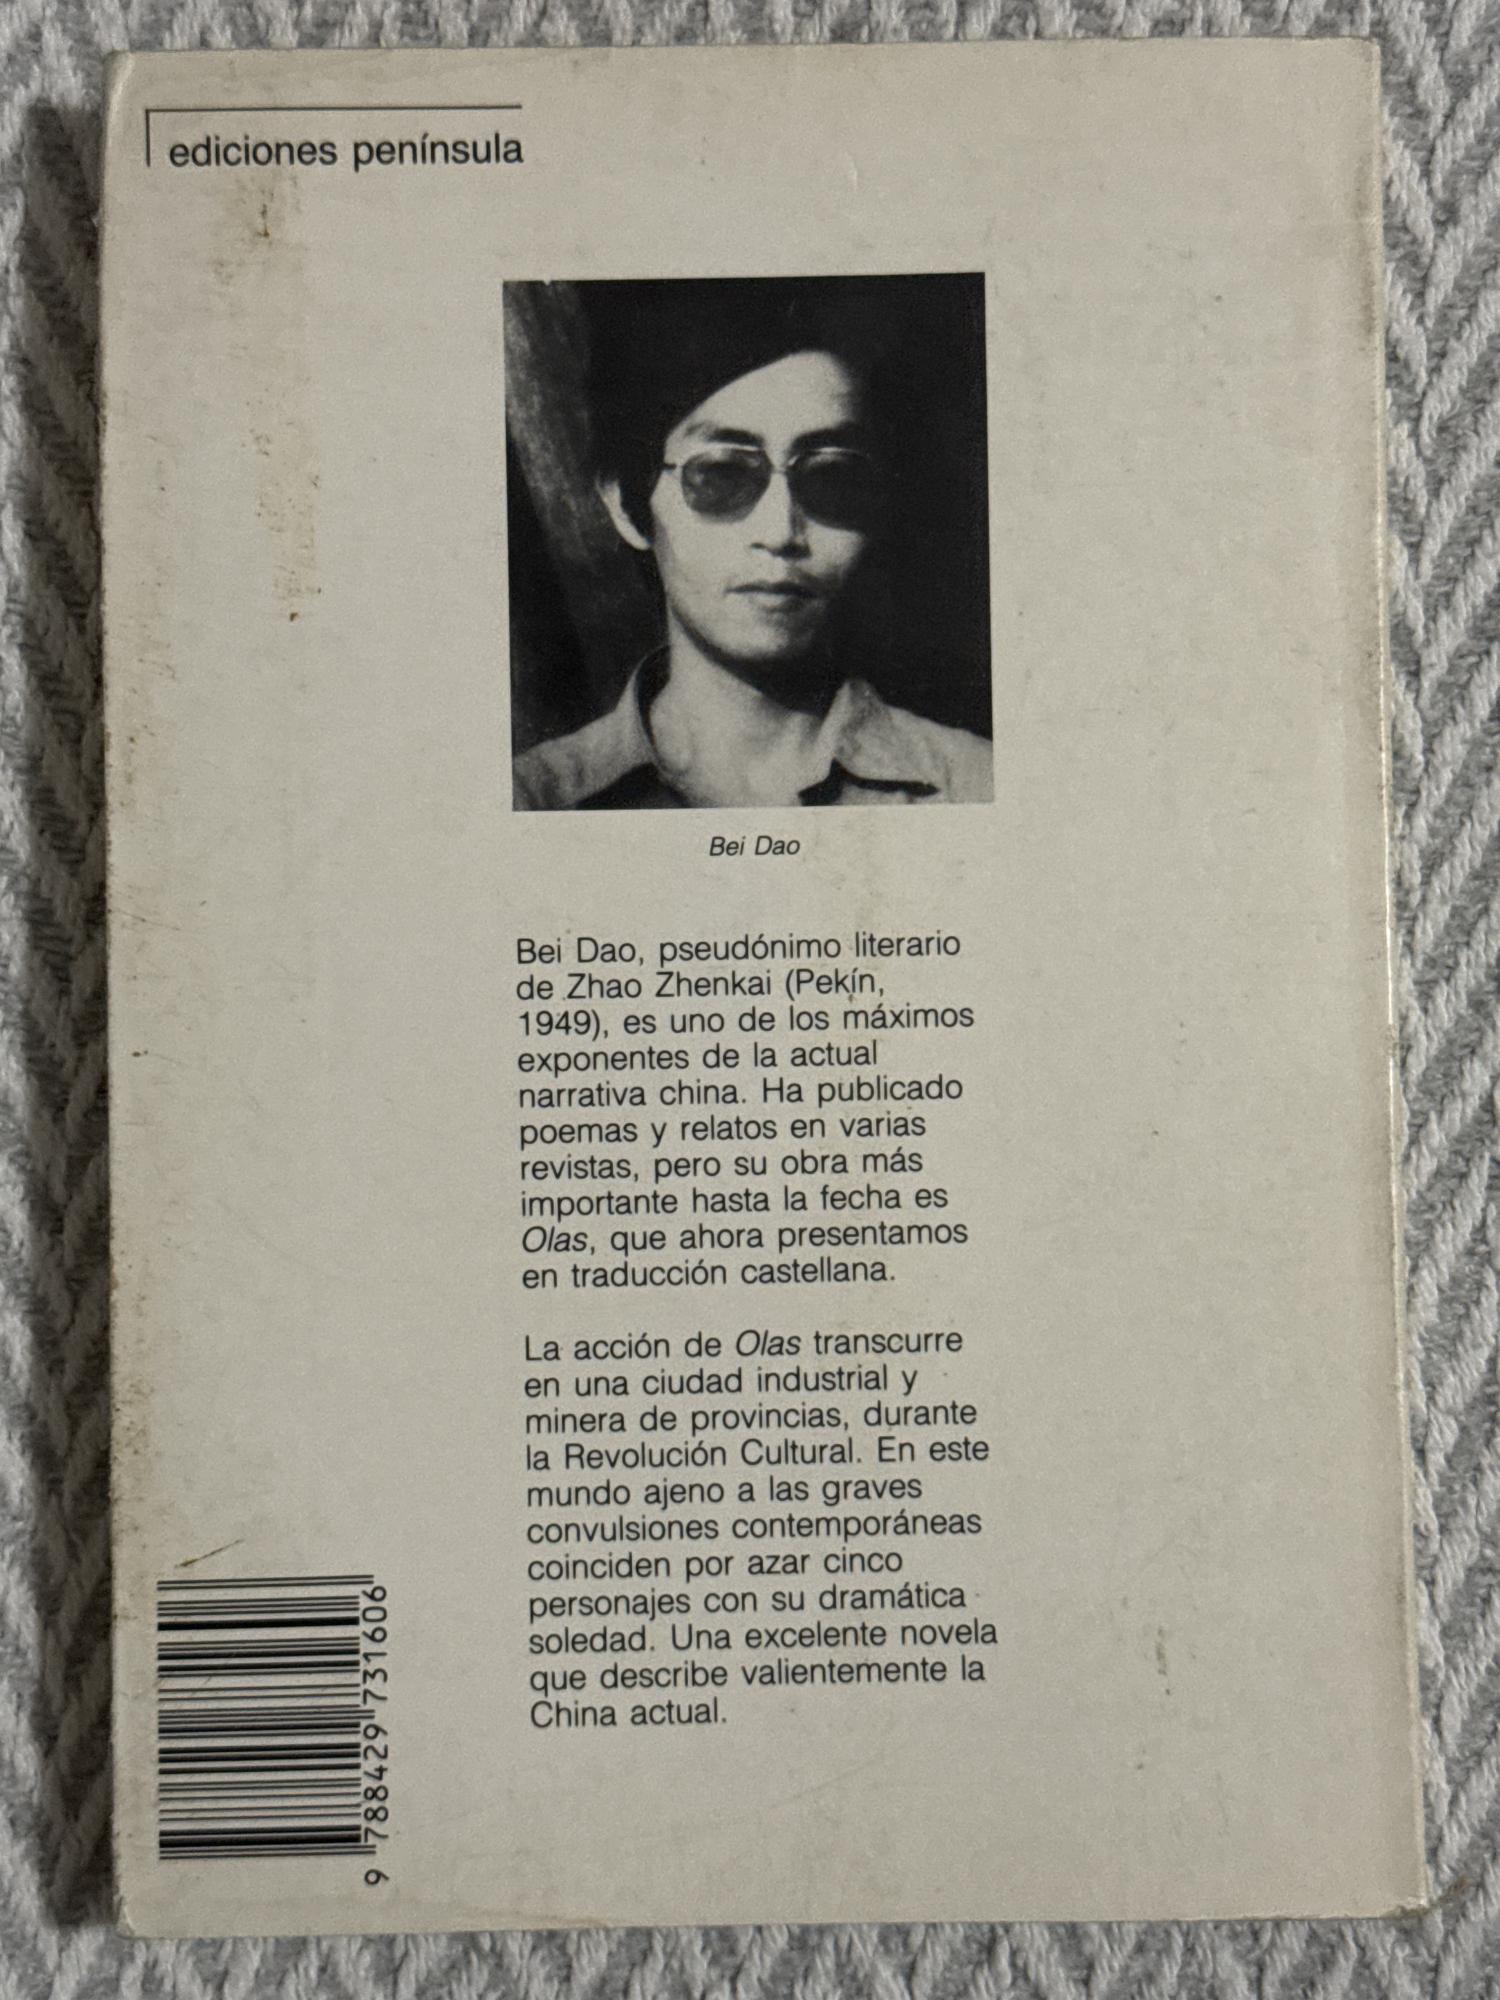 ediciones península
Bei Dao
Bei Dao, pseudónimo literario
de Zhao Zhenkai (Pekín,
1949), es uno de los máximos
exponentes de la actual
narrativa china. Ha publicado
poemas y relatos en varias
revistas, pero su obra más
importante hasta la fecha es
Olas, que ahora presentamos
en traducción castellana.
La acción de Olas transcurre
en una ciudad industrial y
minera de provincias, durante
la Revolución Cultural. En este
mundo ajeno a las graves
convulsiones contemporáneas
coinciden por azar cinco
personajes con su dramática
soledad. Una excelente novela
que describe valientemente la
China actual.
9 788429 731606